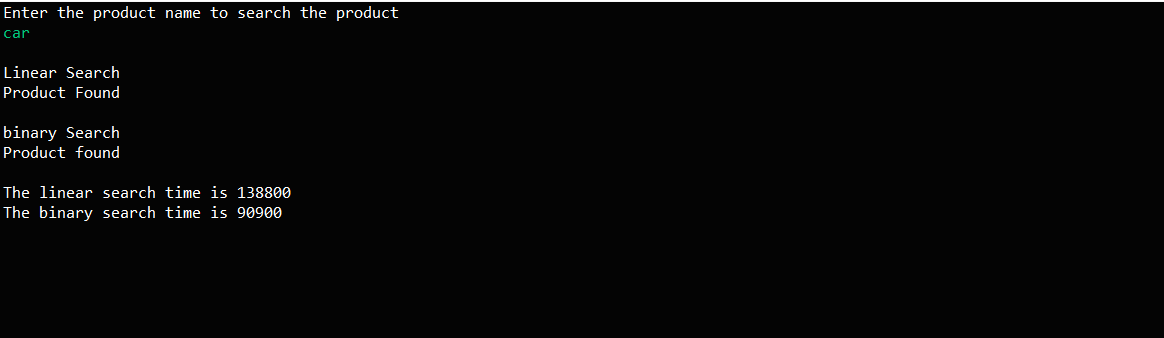 Enter the product name to search the product
car
Linear Search
Product Found
binary Search
Product found
The linear search time is 138800
The binary search time is 90900